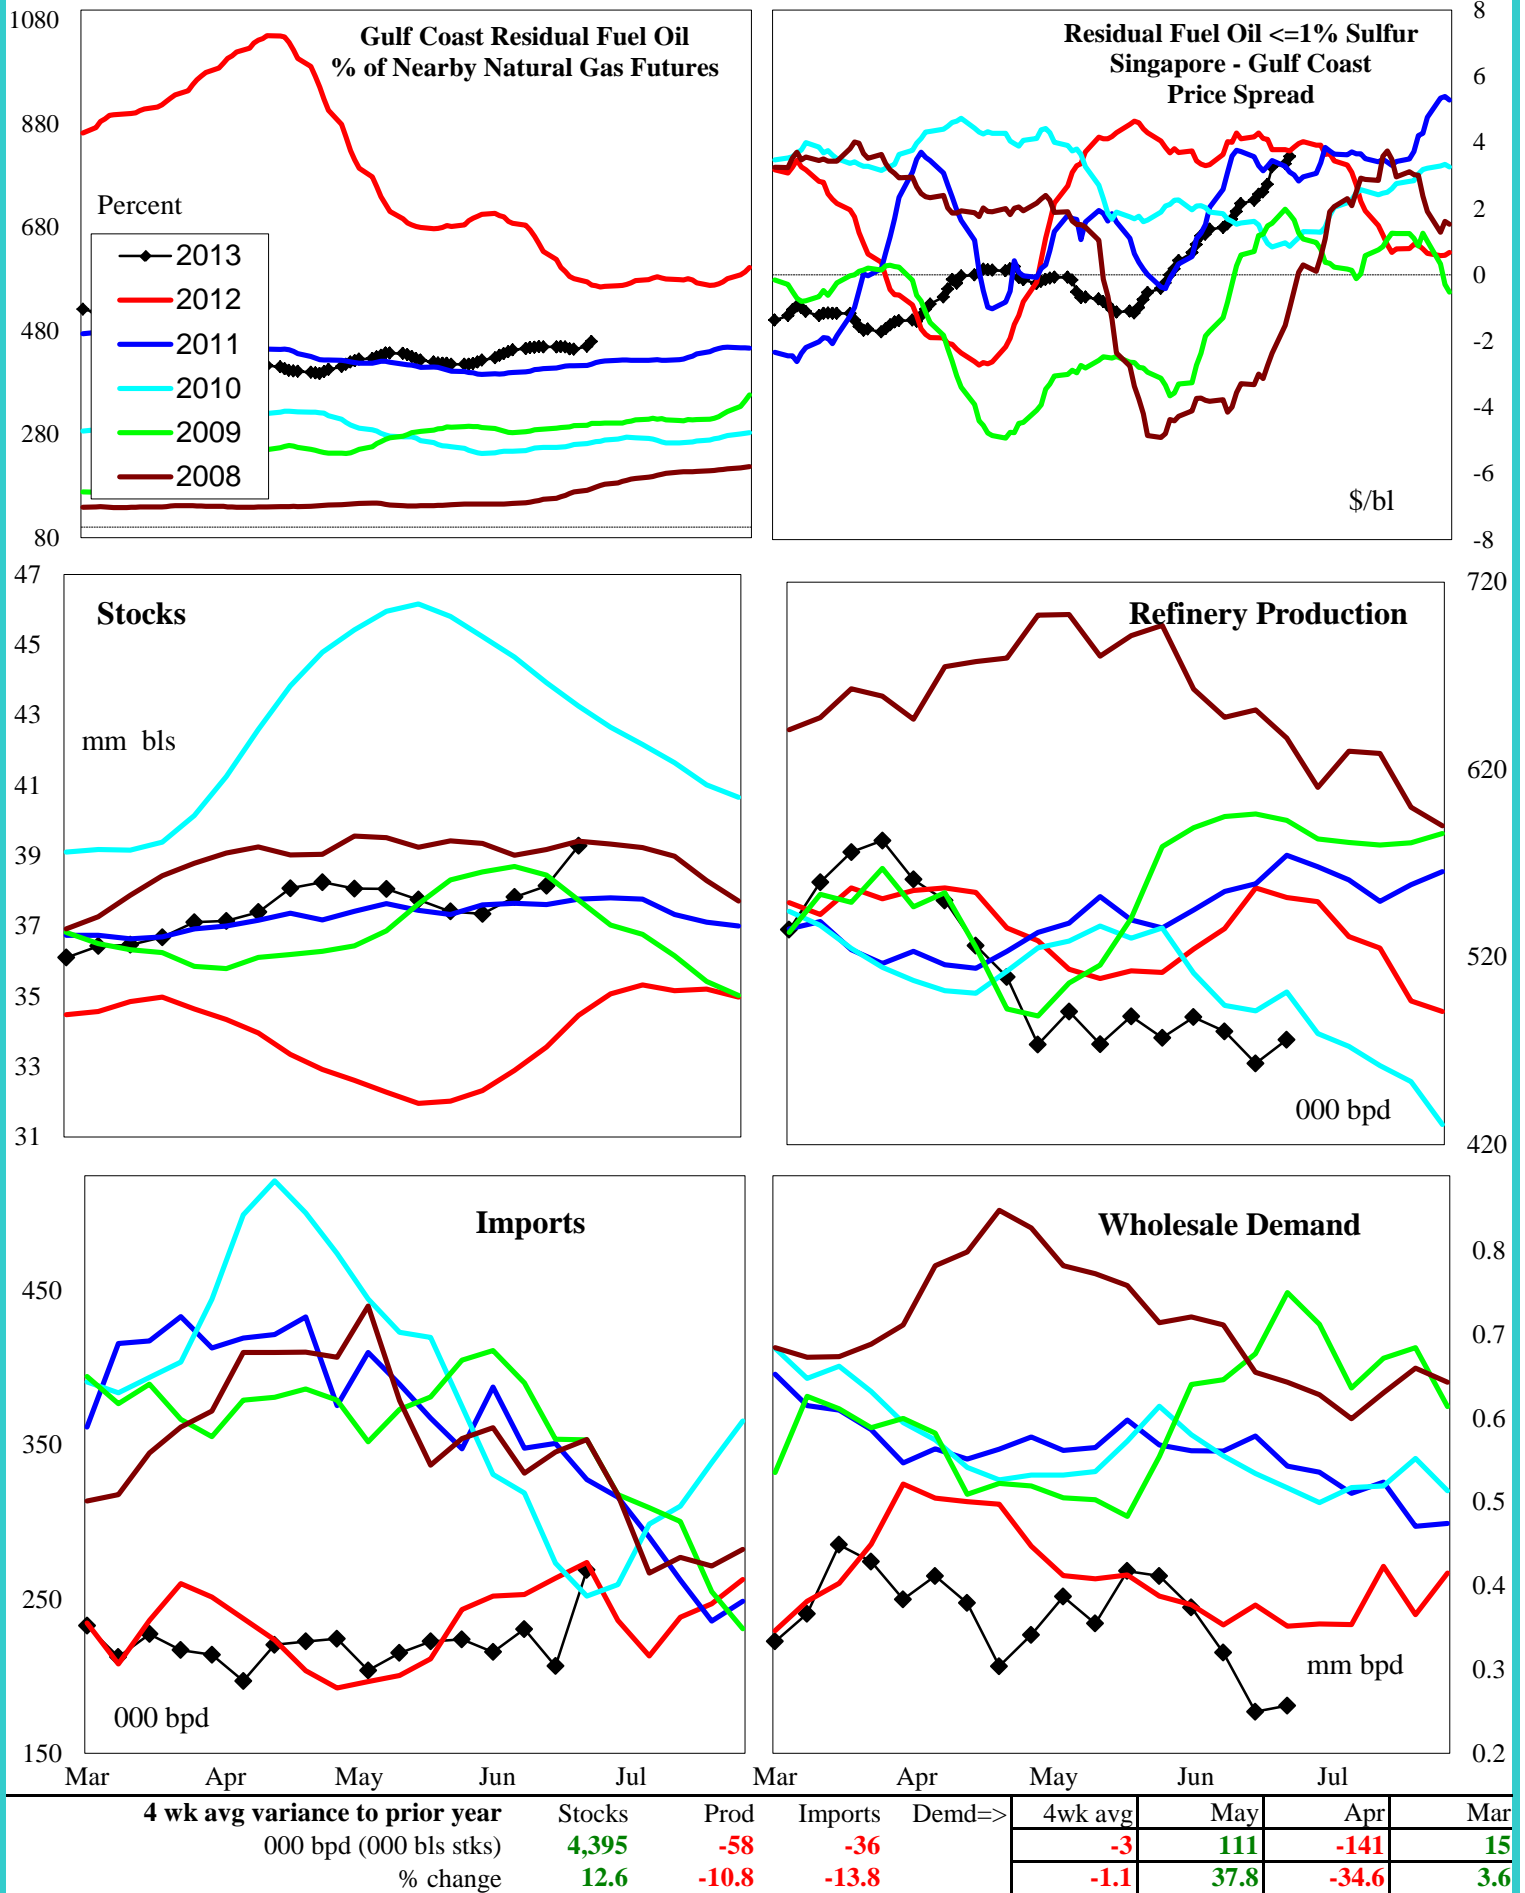 Gulf Coast Residual Fuel Oil
% of Nearby Natural Gas Futures
Percent
1080
880
680
480
280
80
2013
2012
2011
2010
2009
2008
Residual Fuel Oil <=1% Sulfur
Singapore - Gulf Coast
Price Spread
$/bl
8
6
4
2
0
-2
-4
-6
-8
Stocks
mm bls
47
45
43
41
39
37
35
33
31
Refinery Production
000 bpd
720
620
520
420
Imports
000 bpd
450
350
250
150
Mar Apr May Jun Jul
Wholesale Demand
mm bpd
0.8
0.7
0.6
0.5
0.4
0.3
0.2
Mar Apr May Jun Jul
4 wk avg variance to prior year Stocks Prod Imports Demd=> 4wk avg May Apr Mar
000 bpd (000 bls stks) 4,395 -58 -36 -3 111 -141 15
% change 12.6 -10.8 -13.8 -1.1 37.8 -34.6 3.6